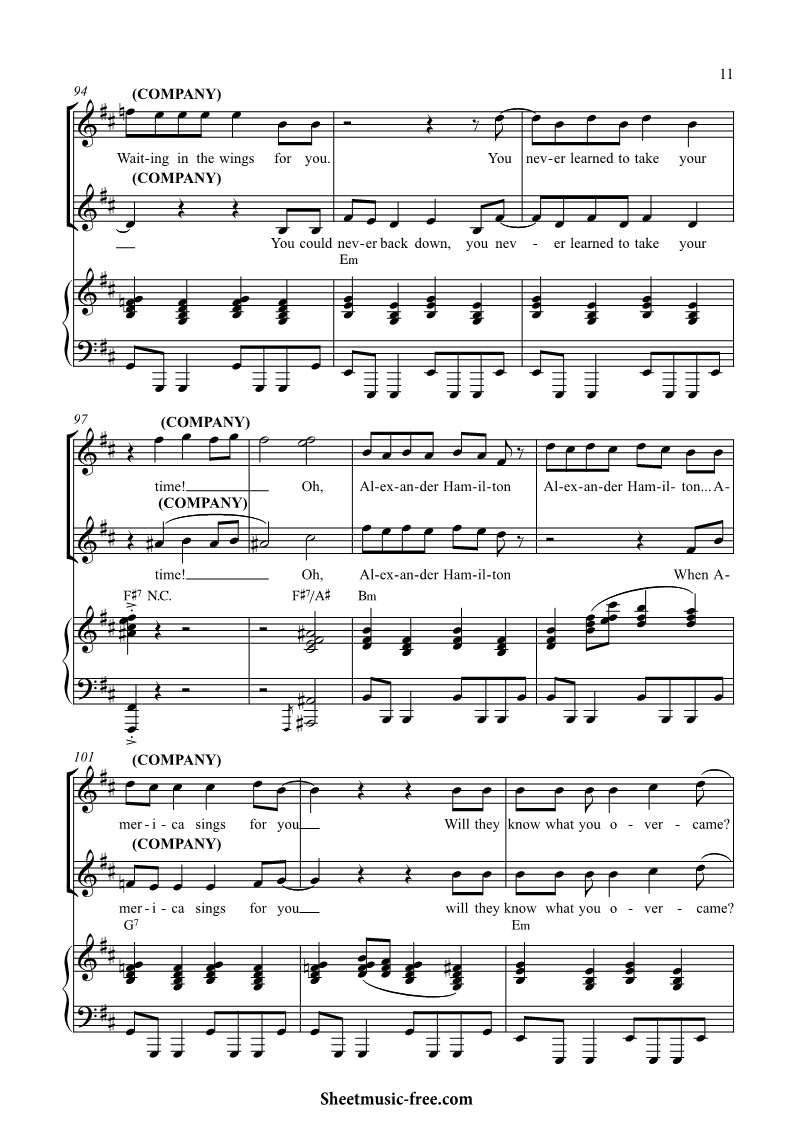 11
94
(COMPANY)
Wait-ing in the wings for you. You nev-er learned to take your
(COMPANY)
You could nev-er back down, you nev - er learned to take your
Em
97
(COMPANY)
time! Oh, Al-ex-an-der Ham-il-ton Al-ex-an-der Ham-il- ton... A-
(COMPANY)
time! Oh, Al-ex-an-der Ham-il-ton When A-
F#7 N.C. F#7/A# Bm
101
(COMPANY)
mer - i - ca sings for you Will they know what you o - ver - came?
(COMPANY)
mer - i - ca sings for you will they know what you o - ver - came?
G7 Em
Sheetmusic-free.com